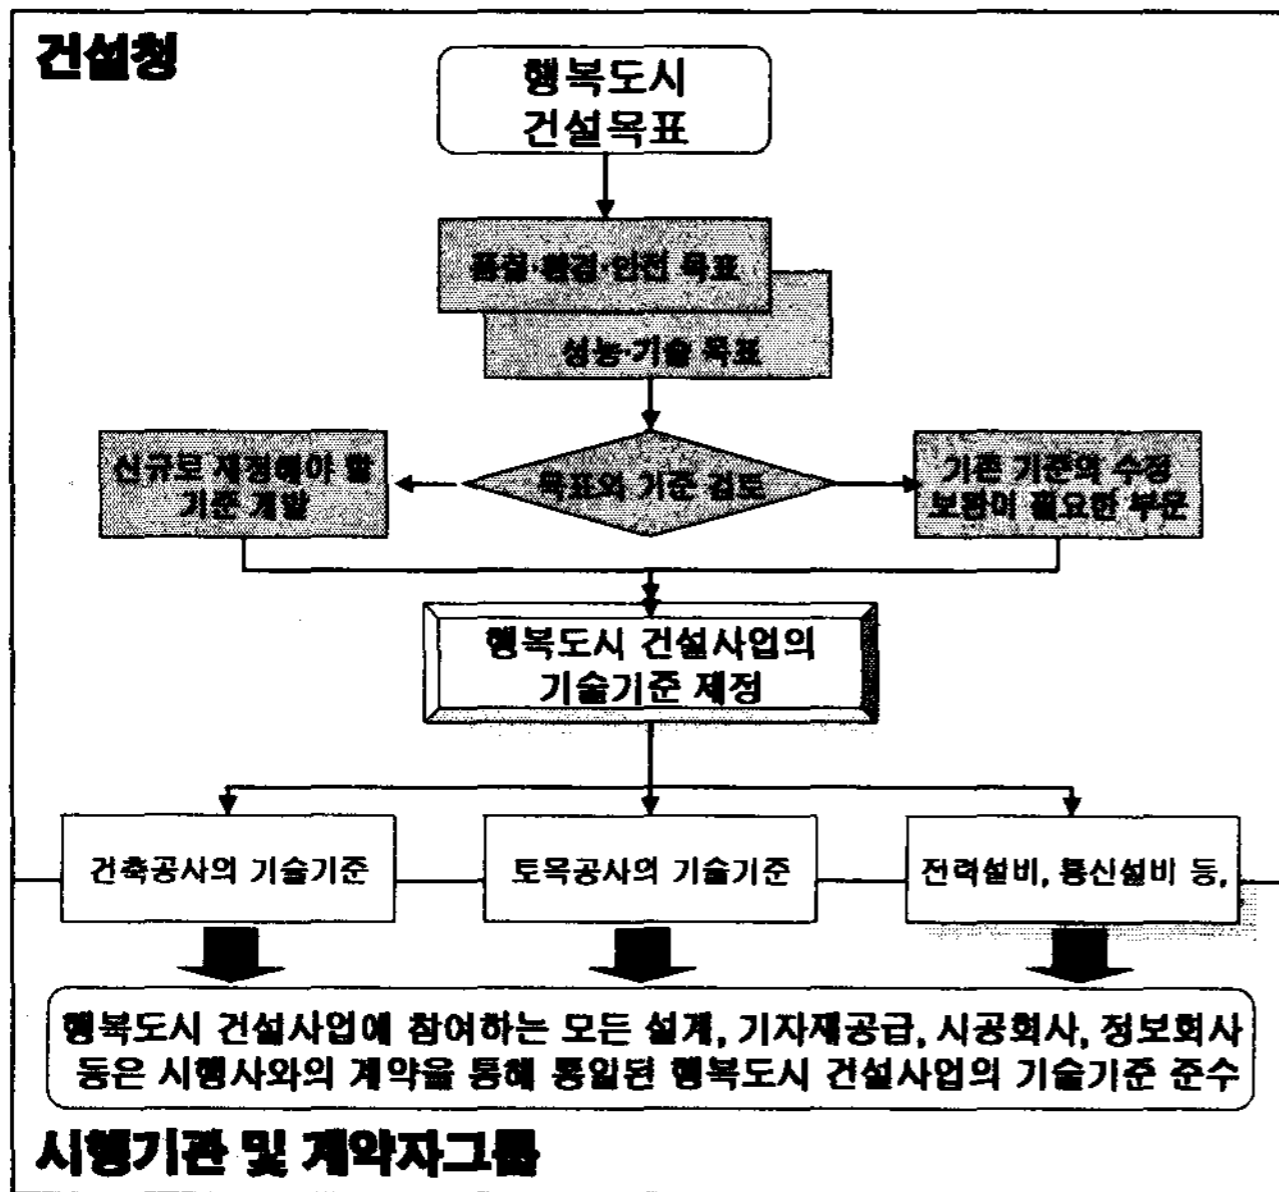 건설청
행복도시
건설목표
품질·환경·안전 목표
성능·기술 목표
신규로 제정해야 할
기준 개발
목표와 기준 검토
기존 기준의 수정
보완이 필요한 부문
행복도시 건설사업의
기술기준 제정
건축공사의 기술기준
토목공사의 기술기준
전력설비, 통신설비 등,
행복도시 건설사업에 참여하는 모든 설계, 기자재공급, 시공회사, 정보회사
등은 시행사와의 계약을 통해 통일된 행복도시 건설사업의 기술기준 준수
시행기관 및 계약자그룹